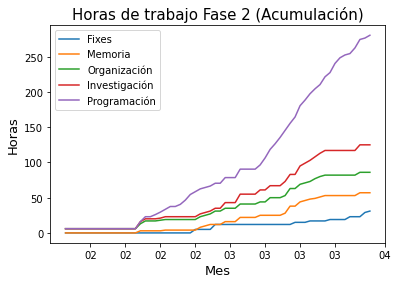 Horas de trabajo Fase 2 (Acumulación)
Fixes
Memoria
Organización
Investigación
Programación
Horas
250
200
150
100
50
0
02 02 02 02 03 03 03 03 04
Mes